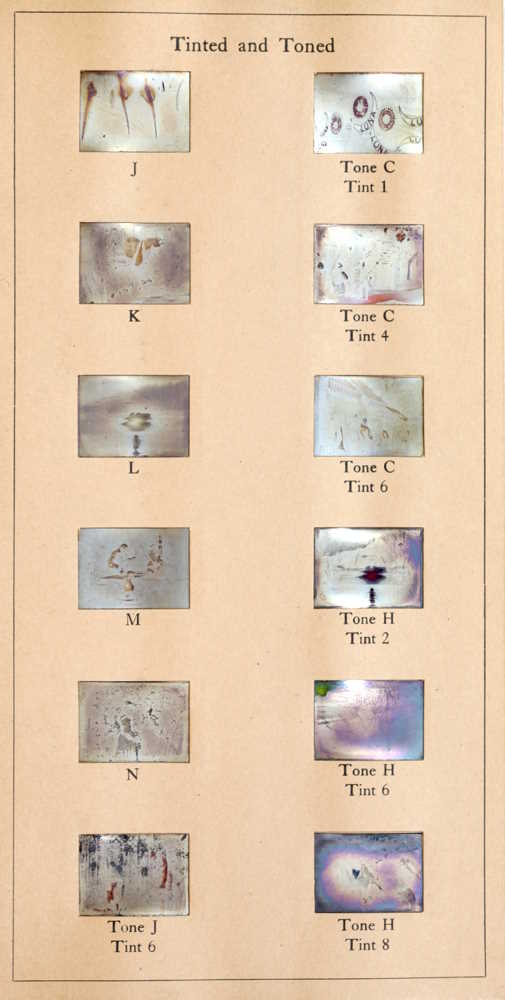 Tinted and Toned
J
Tone C
Tint 1
K
Tone C
Tint 4
L
Tone C
Tint 6
M
Tone H
Tint 2
N
Tone H
Tint 6
Tone J
Tint 6
Tone H
Tint 8
LUNA